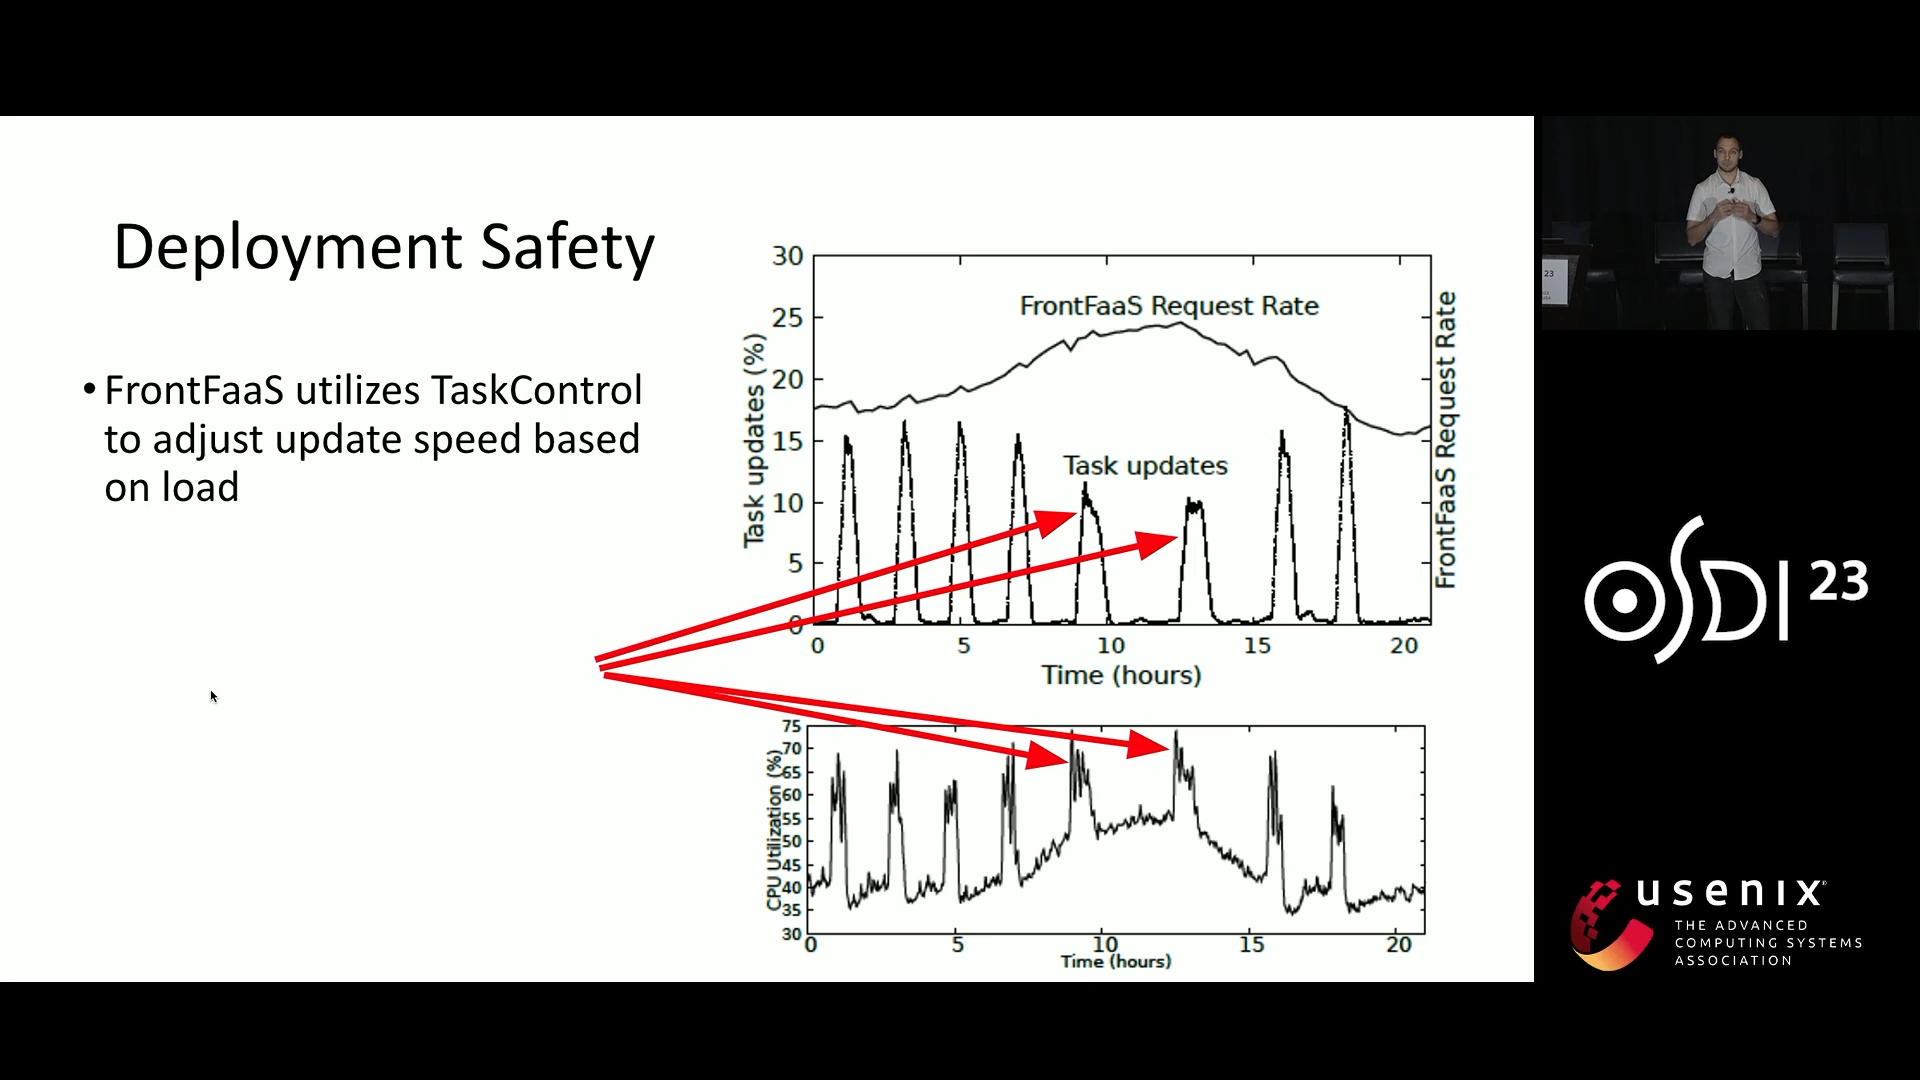 Deployment Safety
•FrontFaaS utilizes TaskControl
to adjust update speed based
on load
30
25
20
15
10
5
0
Task updates (%)
FrontFaaS Request Rate
Task updates
FrontFaaS Request Rate
0 5 10 15 20
Time (hours)
75
70
65
60
55
50
45
40
35
30
CPU Utilization (%)
0 5 10 15 20
Time (hours)
23
OSDI 23
usenix®
THE ADVANCED
COMPUTING SYSTEMS
ASSOCIATION